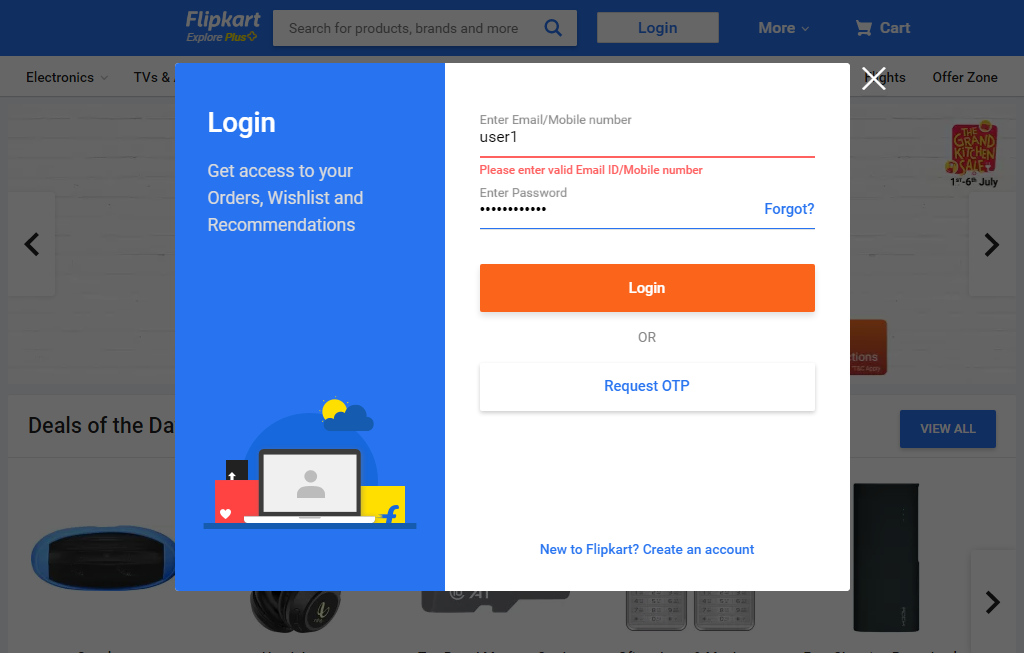 Flipkart
Explore Plus
Search for products, brands and more
Login
More
Cart
Electronics
TVs &
Flights
Offer Zone
Login
Get access to your
Orders, Wishlist and
Recommendations
Enter Email/Mobile number
user1
Please enter valid Email ID/Mobile number
Enter Password
••••••••••••
Forgot?
Login
OR
Request OTP
New to Flipkart? Create an account
THE
GRAND
KITCHEN
SALE
1ST-6th July
Deals of the Da
VIEW ALL